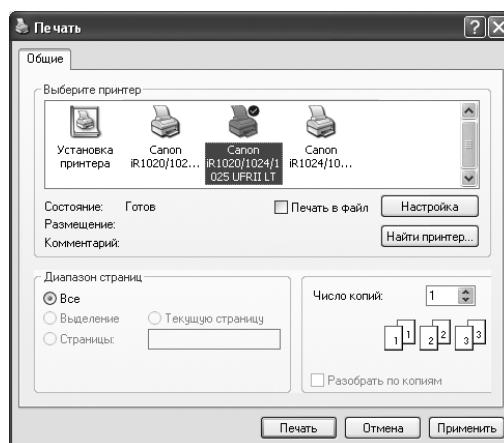 Печать
Общие
Выберите принтер
Установка принтера
Canon iR1020/102...
Canon iR1020/1024/1025 UFRII LT
Canon iR1024/10...
Состояние: Готов
Печать в файл
Настройка
Размещение:
Комментарий:
Найти принтер...
Диапазон страниц
Все
Выделение
Текущую страницу
Страницы:
Число копий: 1
1 1 2 2 3 3
Разобрать по копиям
Печать
Отмена
Применить